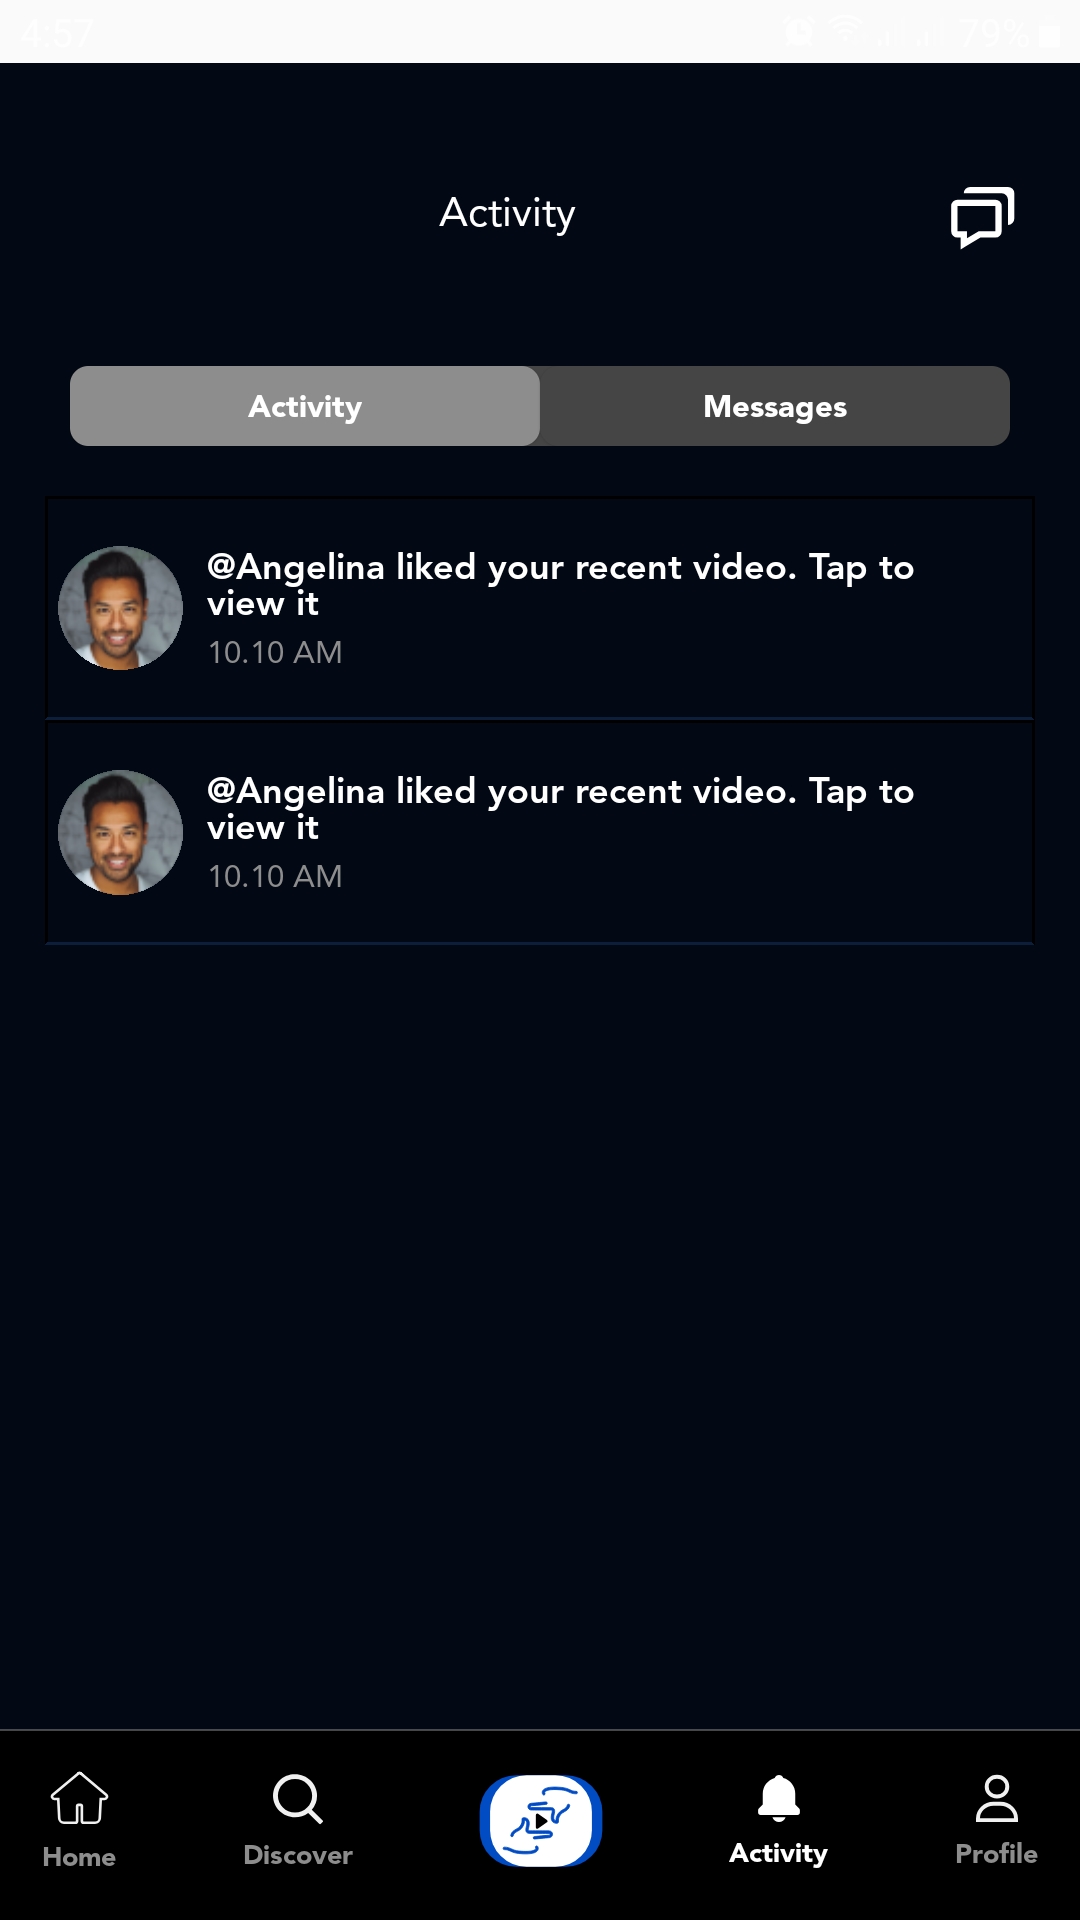 4:57 79%
Activity
Activity Messages
@Angelina liked your recent video. Tap to
view it
10.10 AM
@Angelina liked your recent video. Tap to
view it
10.10 AM
Home Discover Activity Profile